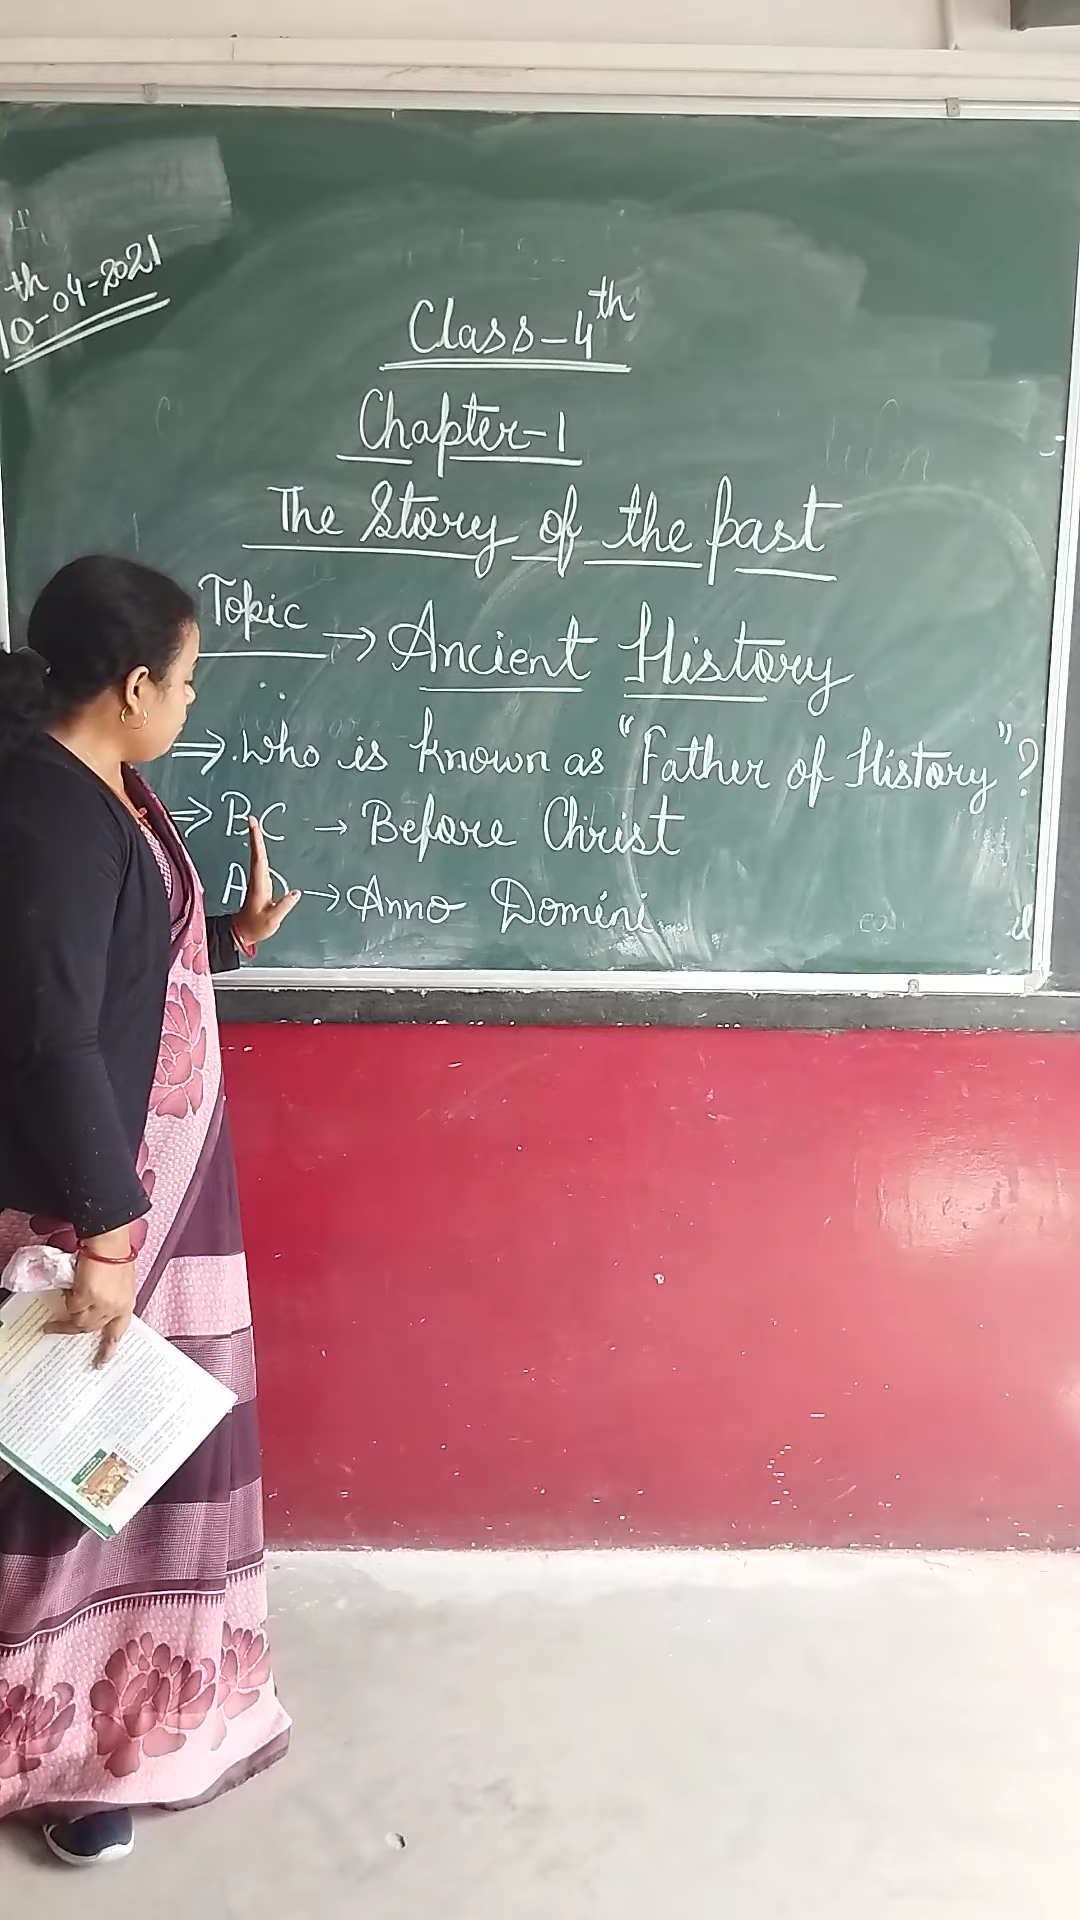 th
10-04-2021
Class-4th
Chapter-1
The Story of the past
Topic → Ancient History
⇒ Who is known as "Father of History"?
⇒ BC → Before Christ
AD → Anno Domini